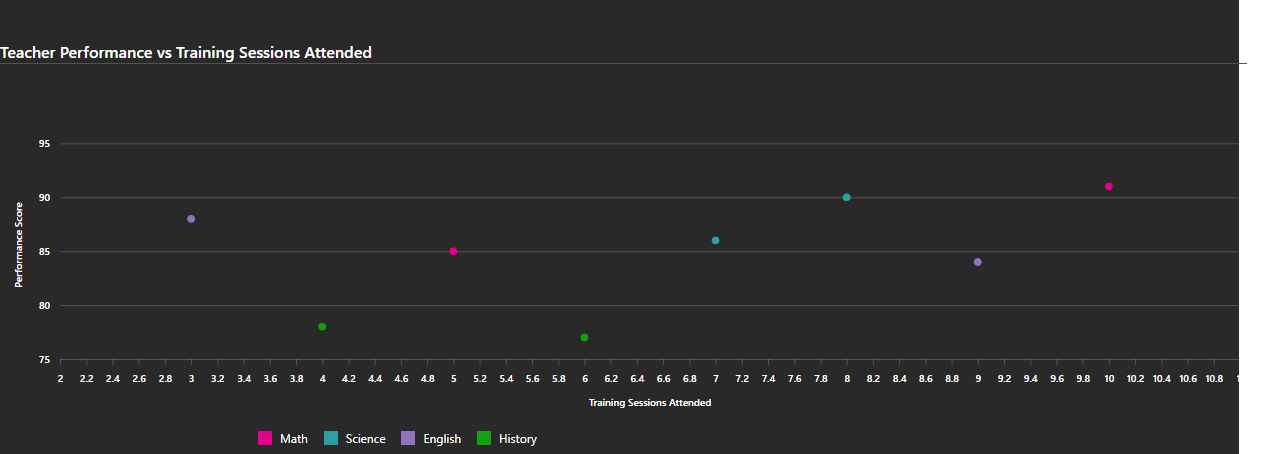 Teacher Performance vs Training Sessions Attended
95
90
85
80
75
Performance Score
2 2.2 2.4 2.6 2.8 3 3.2 3.4 3.6 3.8 4 4.2 4.4 4.6 4.8 5 5.2 5.4 5.6 5.8 6 6.2 6.4 6.6 6.8 7 7.2 7.4 7.6 7.8 8 8.2 8.4 8.6 8.8 9 9.2 9.4 9.6 9.8 10 10.2 10.4 10.6 10.8
Training Sessions Attended
Math Science English History